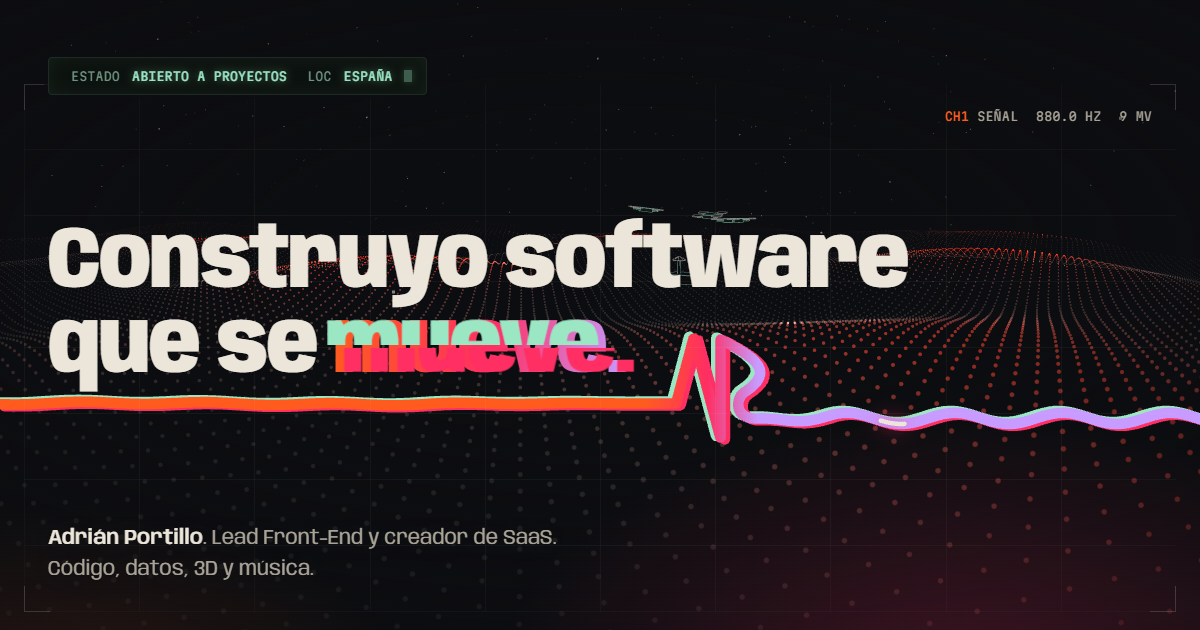 ESTADO ABIERTO A PROYECTOS LOC ESPAÑA
CH1 SEÑAL 880.0 HZ 9 MV
Construyo software
que se mueve.
Adrián Portillo. Lead Front-End y creador de SaaS.
Código, datos, 3D y música.